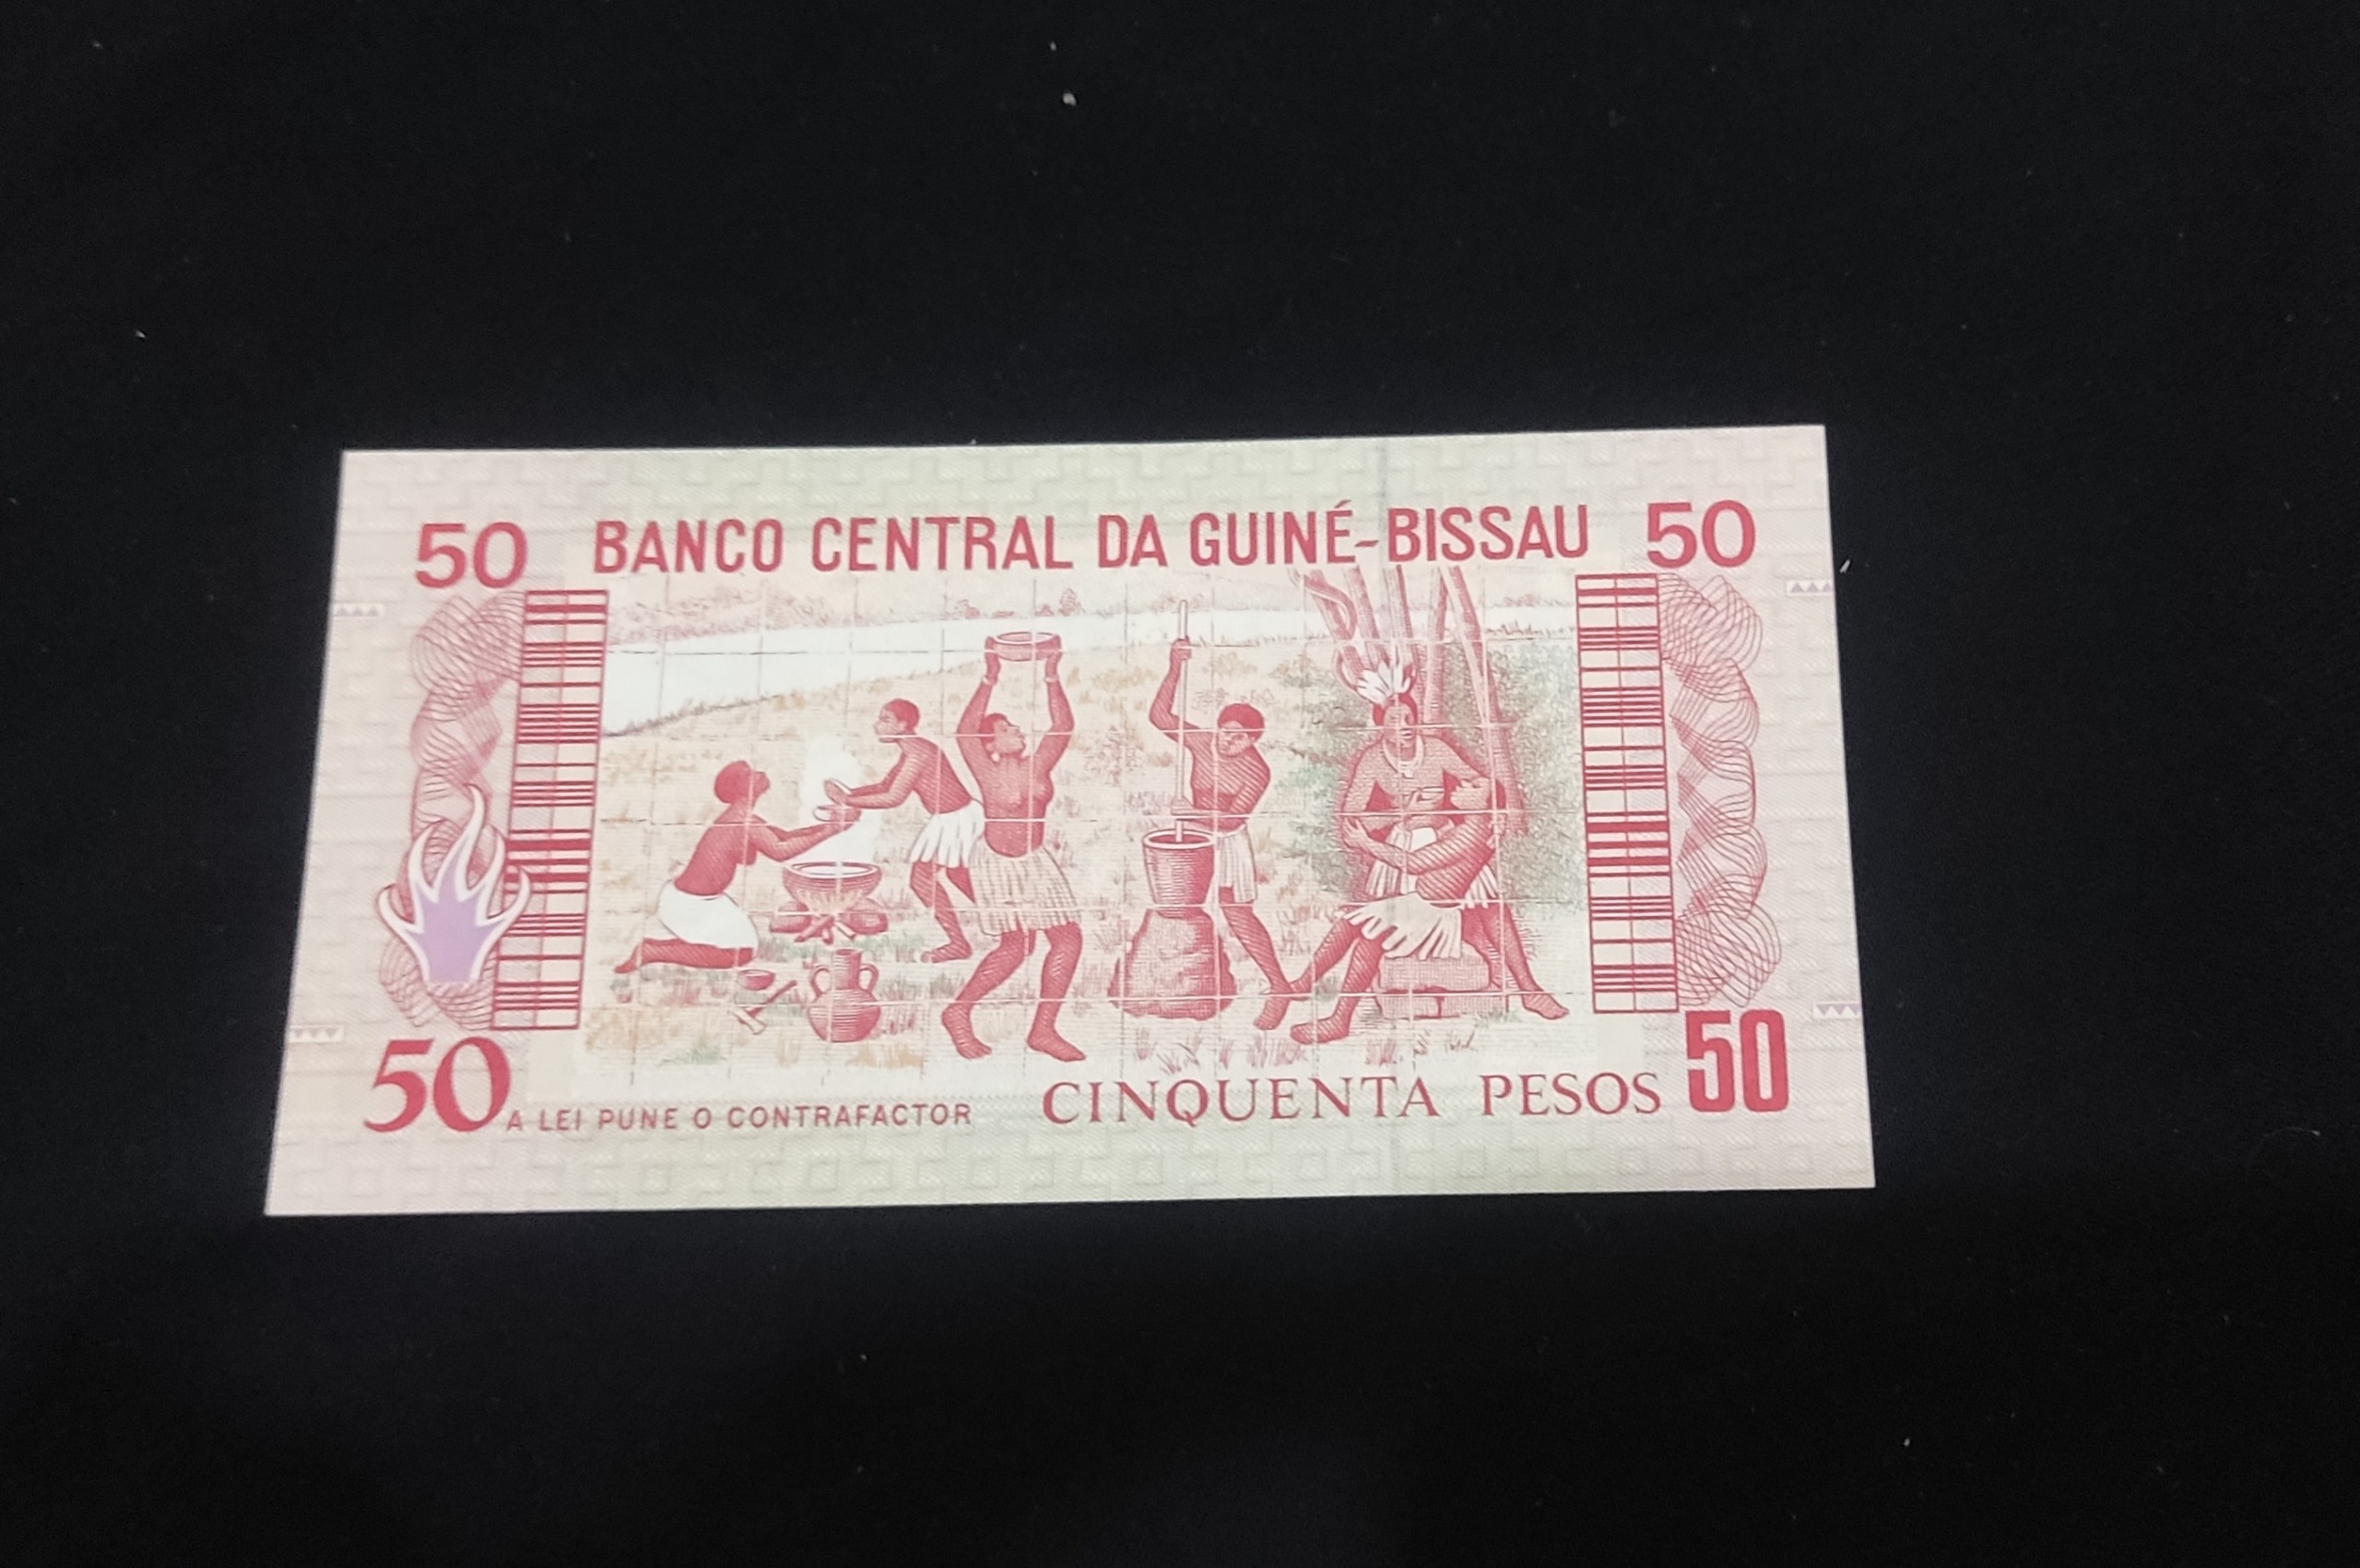 50 BANCO CENTRAL DA GUINÉ-BISSAU 50
50 A LEI PUNE O CONTRAFACTOR CINQUENTA PESOS 50